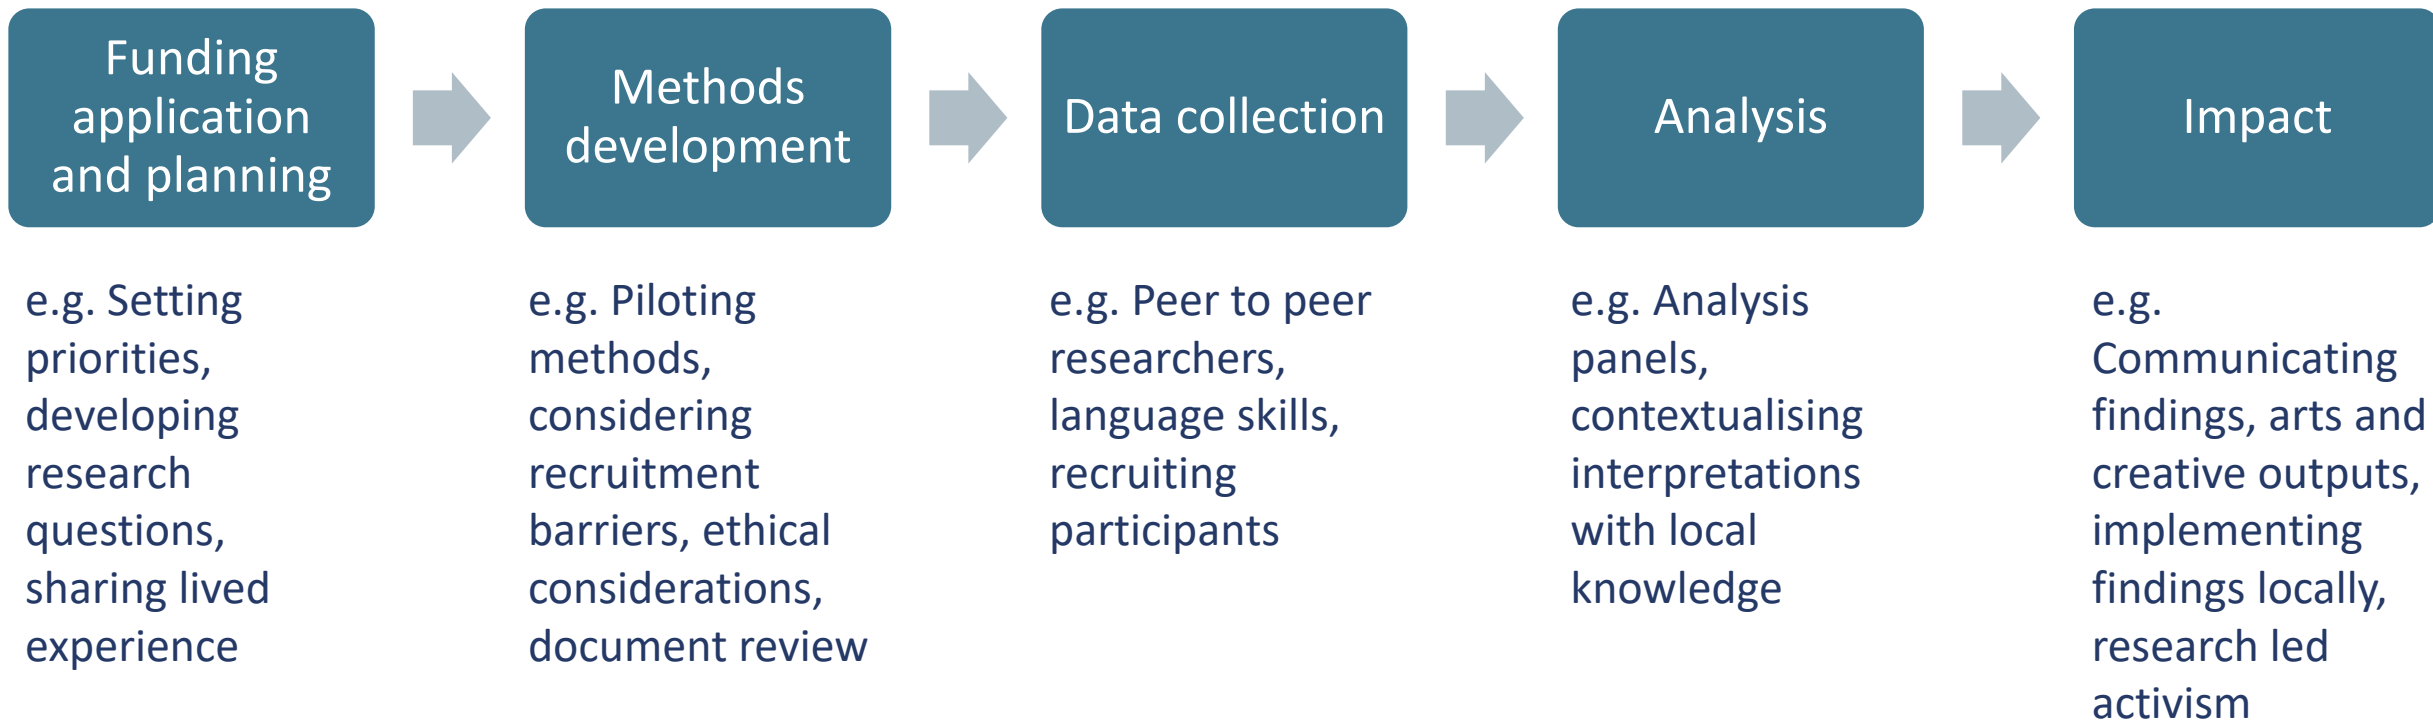 Funding
application
and planning
Methods
development
Data collection
Analysis
Impact
e.g. Setting
priorities,
developing
research
questions,
sharing lived
experience
e.g. Piloting
methods,
considering
recruitment
barriers, ethical
considerations,
document review
e.g. Peer to peer
researchers,
language skills,
recruiting
participants
e.g. Analysis
panels,
contextualising
interpretations
with local
knowledge
e.g.
Communicating
findings, arts and
creative outputs,
implementing
findings locally,
research led
activism